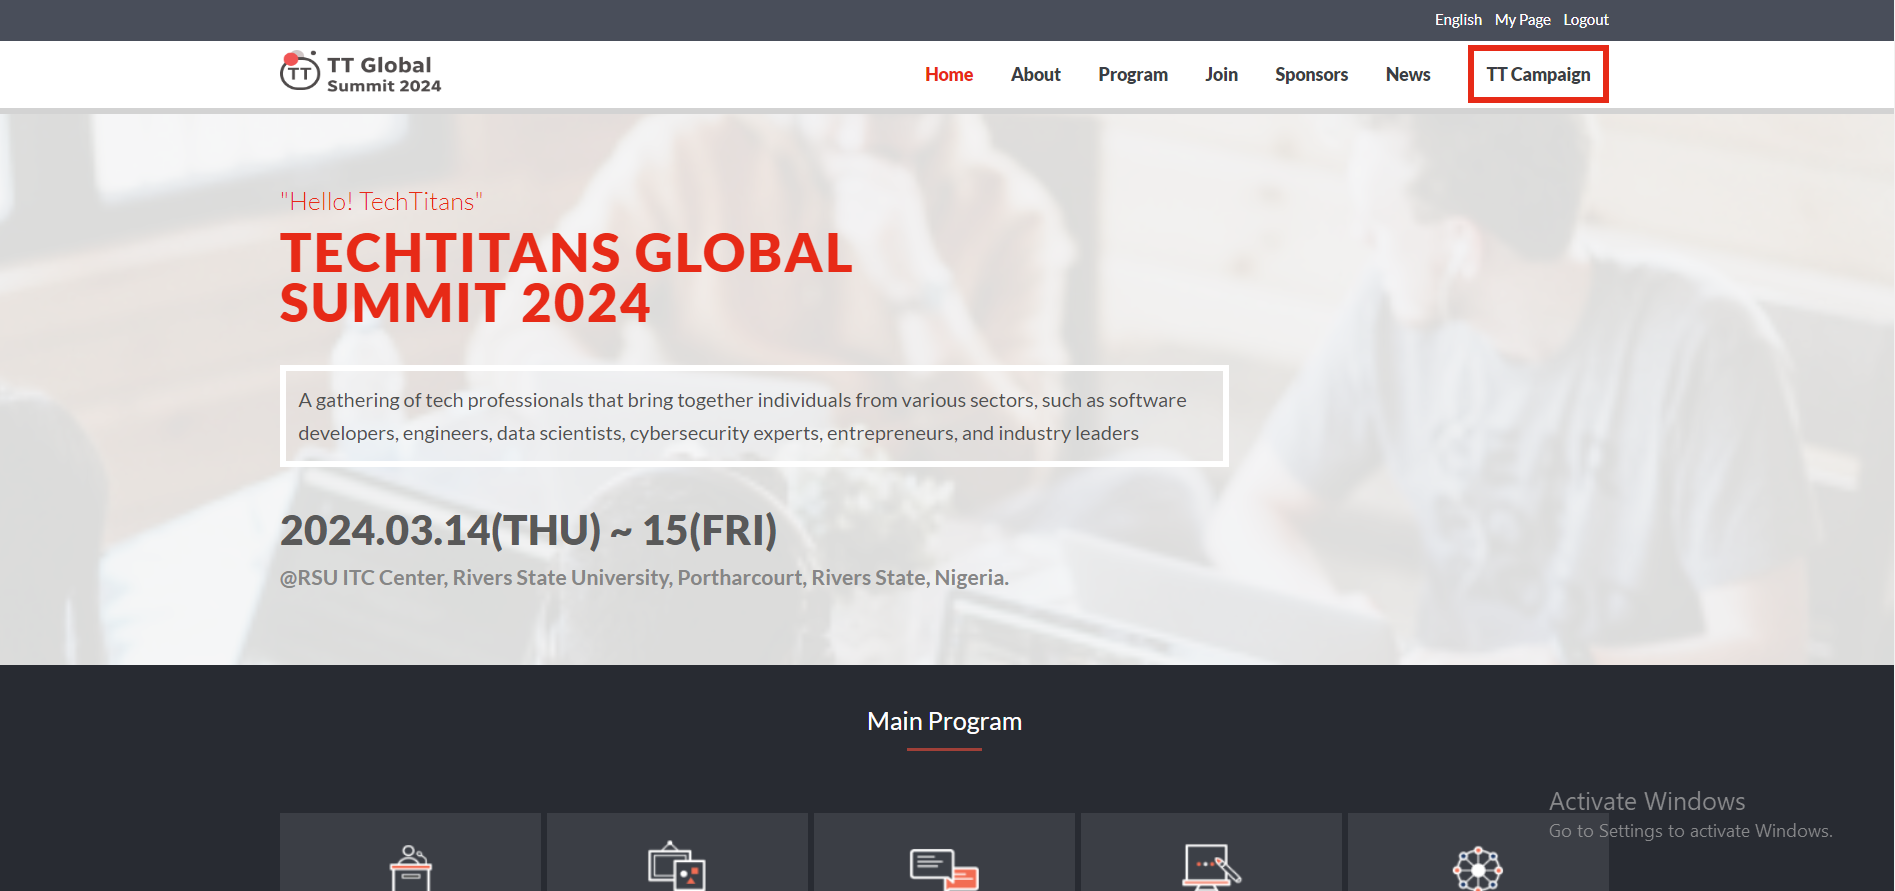 English My Page Logout
TT
TT Global
Summit 2024
Home About Program Join Sponsors News TT Campaign
"Hello! TechTitans"
TECHTITANS GLOBAL
SUMMIT 2024
A gathering of tech professionals that bring together individuals from various sectors, such as software
developers, engineers, data scientists, cybersecurity experts, entrepreneurs, and industry leaders
2024.03.14(THU) ~ 15(FRI)
@RSU ITC Center, Rivers State University, Portharcourt, Rivers State, Nigeria.
Main Program
Activate Windows
Go to Settings to activate Windows.